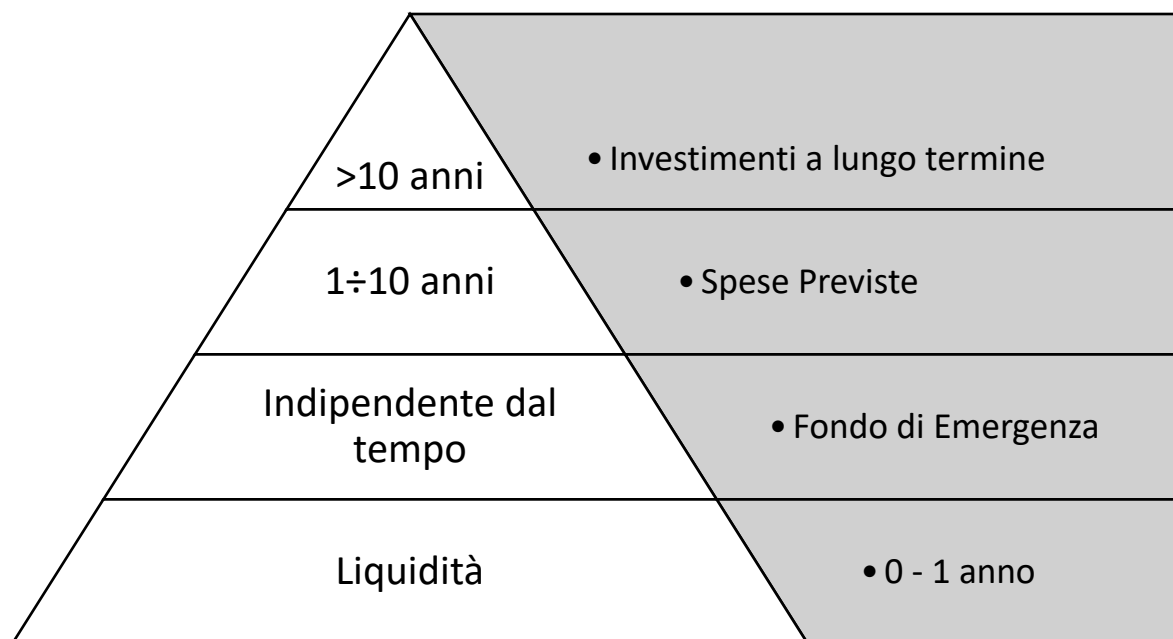 >10 anni
• Investimenti a lungo termine
1÷10 anni
• Spese Previste
Indipendente dal
tempo
• Fondo di Emergenza
Liquidità
• 0 - 1 anno